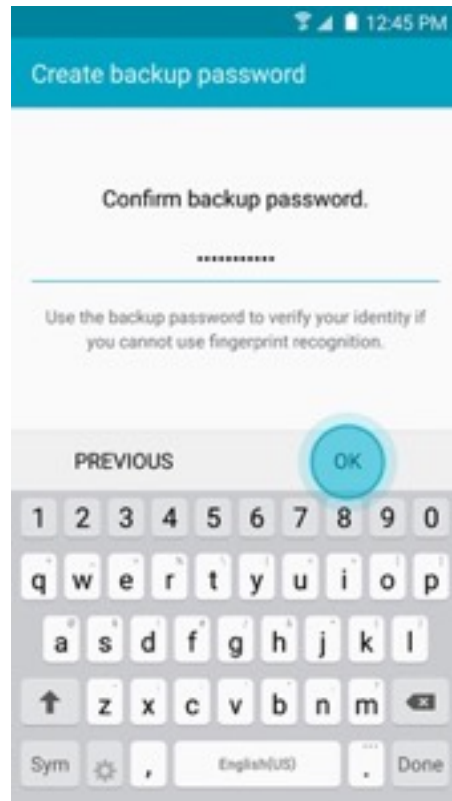 12:45 PM
Create backup password
Confirm backup password.
•••••••••••
Use the backup password to verify your identity if
you cannot use fingerprint recognition.
PREVIOUS OK
1 2 3 4 5 6 7 8 9 0
q w e r t y u i o p
a s d f g h j k l
z x c v b n m
Sym , English(US) . Done